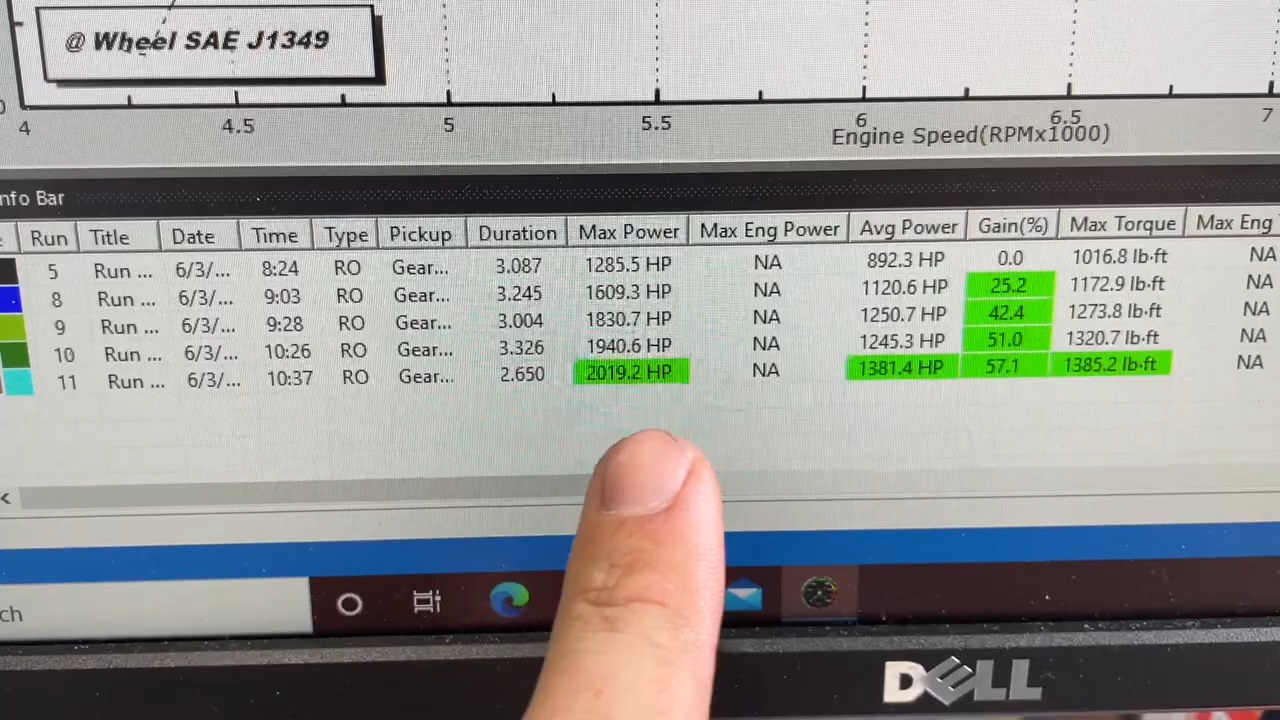 @ Wheel SAE J1349
4 4.5 5 5.5 6 6.5 7
Engine Speed(RPMx1000)
nfo Bar
Run Title Date Time Type Pickup Duration Max Power Max Eng Power Avg Power Gain(%) Max Torque Max Eng
5 Run ... 6/3/... 8:24 RO Gear... 3.087 1285.5 HP NA 892.3 HP 0.0 1016.8 lb·ft NA
8 Run ... 6/3/... 9:03 RO Gear... 3.245 1609.3 HP NA 1120.6 HP 25.2 1172.9 lb·ft NA
9 Run ... 6/3/... 9:28 RO Gear... 3.004 1830.7 HP NA 1250.7 HP 42.4 1273.8 lb·ft NA
10 Run ... 6/3/... 10:26 RO Gear... 3.326 1940.6 HP NA 1245.3 HP 51.0 1320.7 lb·ft NA
11 Run ... 6/3/... 10:37 RO Gear... 2.650 2019.2 HP NA 1381.4 HP 57.1 1385.2 lb·ft NA
<
ch
DELL